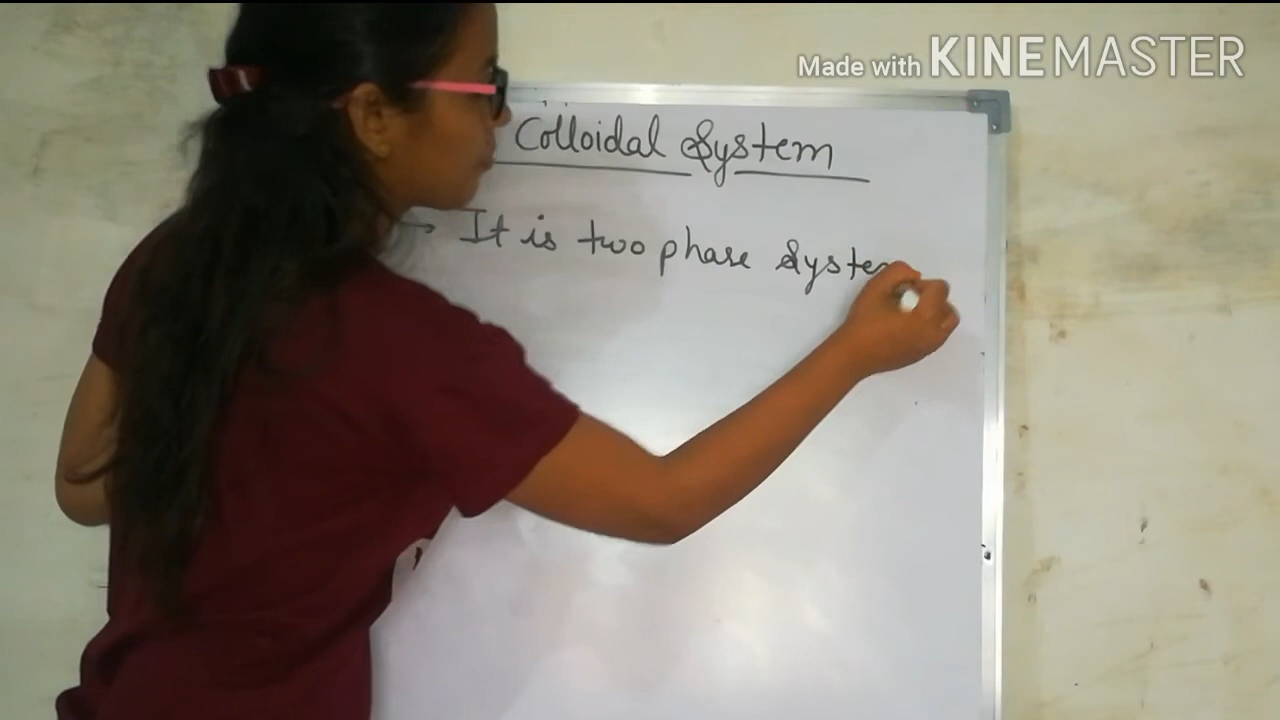 Made with KINEMASTER
Colloidal System
→ It is two phase System